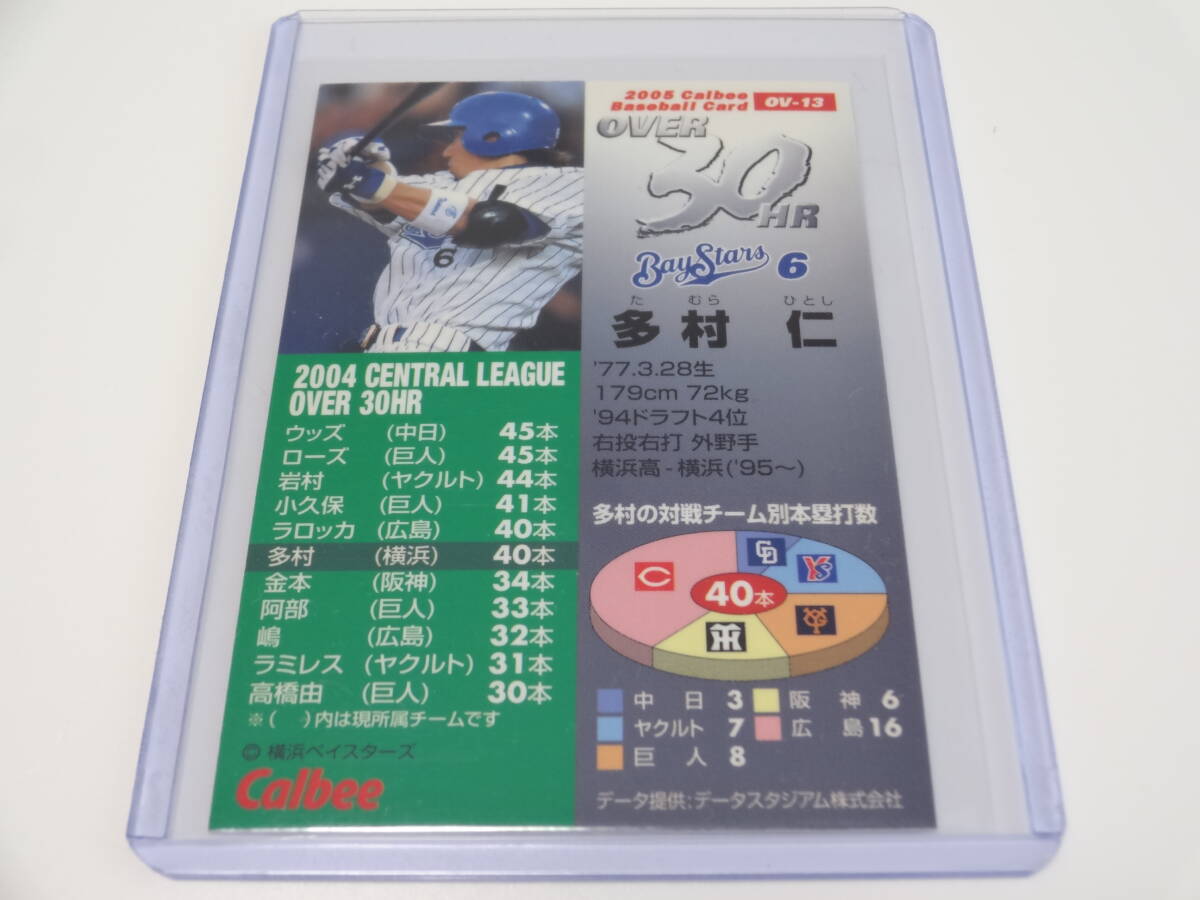 2005 Calbee
Baseball Card OV-13
OVER
30
HR
BayStars 6
た むら ひとし
多村 仁
'77.3.28生
179cm 72kg
'94ドラフト4位
右投右打 外野手
横浜高-横浜('95〜)
多村の対戦チーム別本塁打数
CD
YS
C
40本
YG
HT
中日 3 阪神 6
ヤクルト 7 広島 16
巨人 8
データ提供:データスタジアム株式会社
6
2004 CENTRAL LEAGUE
OVER 30HR
ウッズ (中日) 45本
ローズ (巨人) 45本
岩村 (ヤクルト) 44本
小久保 (巨人) 41本
ラロッカ (広島) 40本
多村 (横浜) 40本
金本 (阪神) 34本
阿部 (巨人) 33本
嶋 (広島) 32本
ラミレス (ヤクルト) 31本
高橋由 (巨人) 30本
※( )内は現所属チームです
横浜ベイスターズ
Calbee